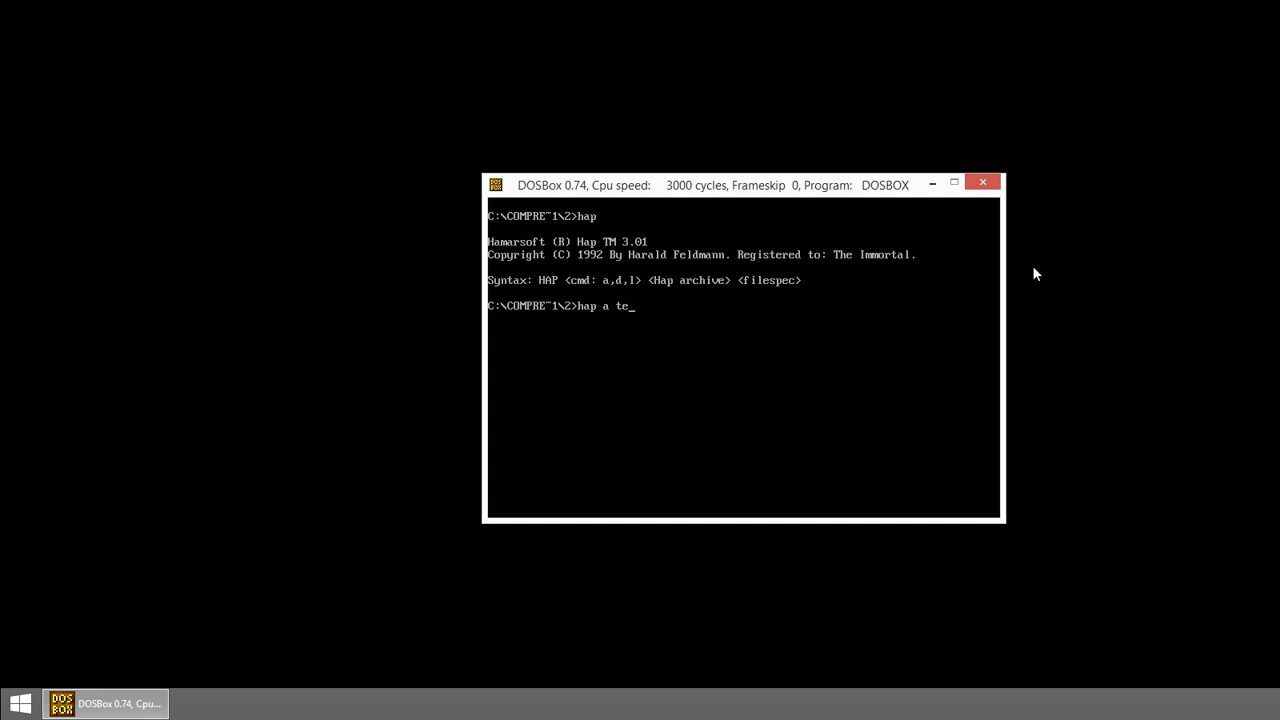 DOSBox 0.74, Cpu speed: 3000 cycles, Frameskip 0, Program: DOSBOX
C:\COMPRE~1\2>hap
Hamarsoft (R) Hap TM 3.01
Copyright (C) 1992 By Harald Feldmann. Registered to: The Immortal.
Syntax: HAP <cmd: a,d,l> <Hap archive> <filespec>
C:\COMPRE~1\2>hap a te_
DOSBox 0.74, Cpu...